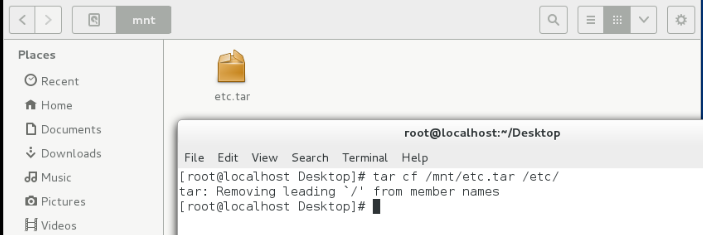 mnt
Places
Recent
Home
Documents
Downloads
Music
Pictures
Videos
etc.tar
root@localhost:~/Desktop
File Edit View Search Terminal Help
[root@localhost Desktop]# tar cf /mnt/etc.tar /etc/
tar: Removing leading `/' from member names
[root@localhost Desktop]#